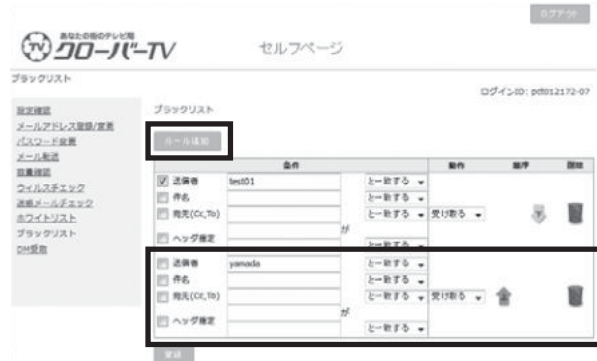 ログアウト
あなたの街のテレビ局
クローバーTV
セルフページ
ブラックリスト
ログインID: pct012172-07
設定確認
メールアドレス登録/変更
パスワード変更
メール転送
容量確認
ウィルスチェック
迷惑メールチェック
ホワイトリスト
ブラックリスト
DM受取
ブラックリスト
ルール追加
条件 動作 順序 削除
送信者 test01 と一致する
件名 と一致する
宛先(Cc,To) と一致する 受け取る
ヘッダ指定 が と一致する
送信者 yamada と一致する
件名 と一致する
宛先(Cc,To) と一致する 受け取る
ヘッダ指定 が と一致する
登録